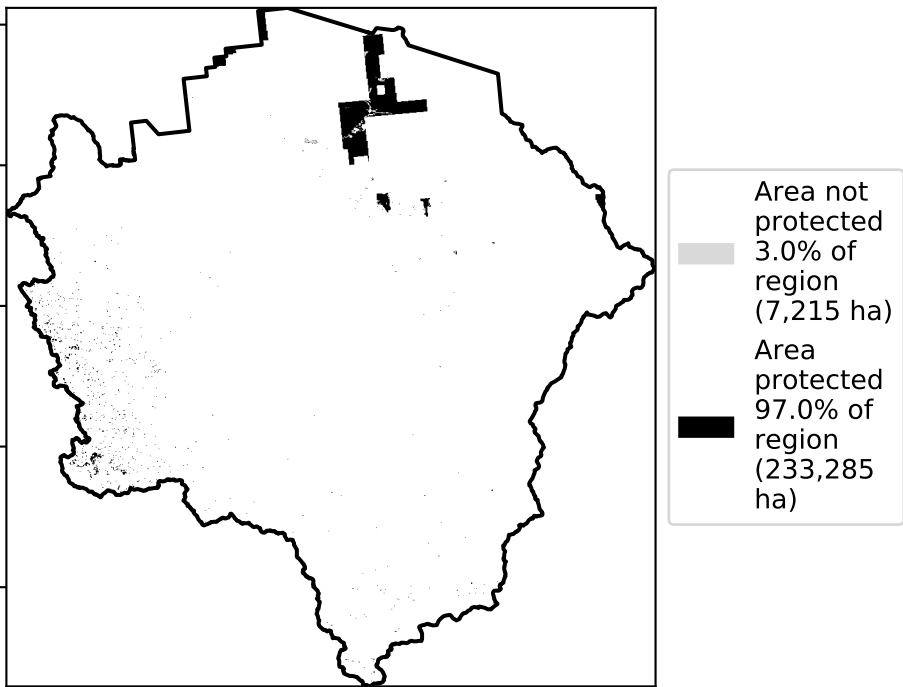 Area not
protected
3.0% of
region
(7,215 ha)
Area
protected
97.0% of
region
(233,285
ha)